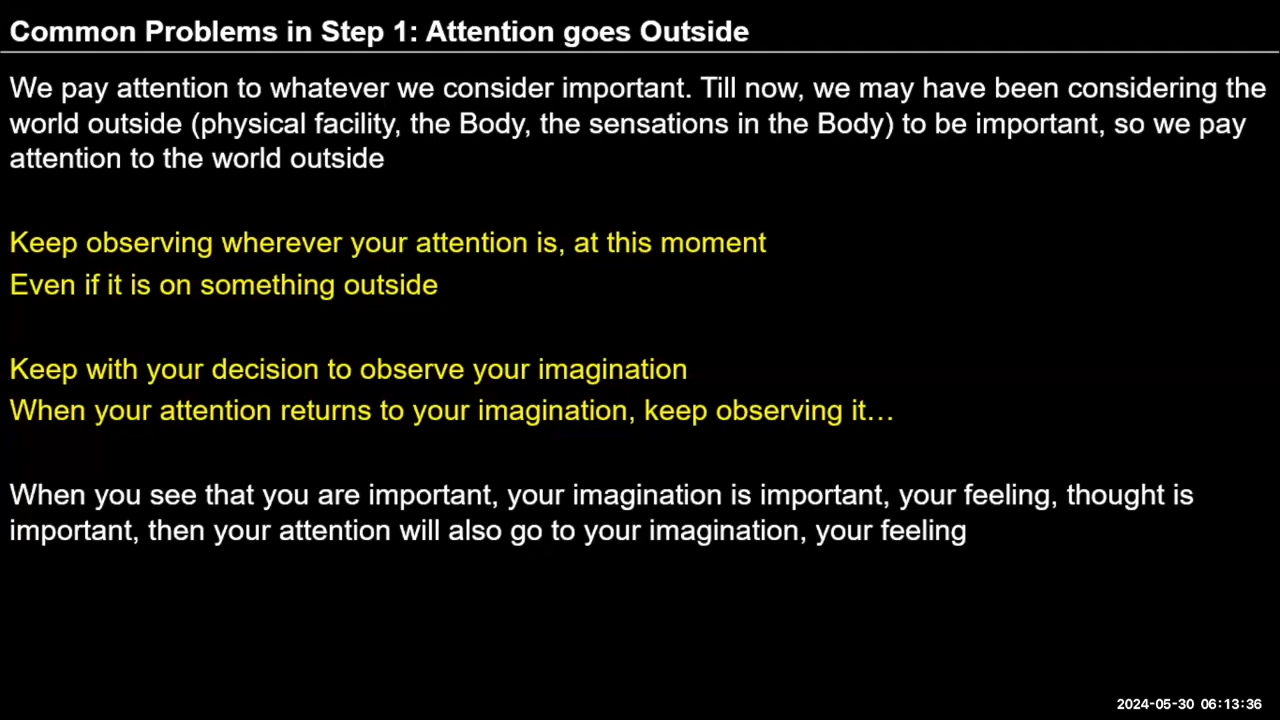 Common Problems in Step 1: Attention goes Outside
We pay attention to whatever we consider important. Till now, we may have been considering the
world outside (physical facility, the Body, the sensations in the Body) to be important, so we pay
attention to the world outside
Keep observing wherever your attention is, at this moment
Even if it is on something outside
Keep with your decision to observe your imagination
When your attention returns to your imagination, keep observing it…
When you see that you are important, your imagination is important, your feeling, thought is
important, then your attention will also go to your imagination, your feeling
2024-05-30 06:13:36